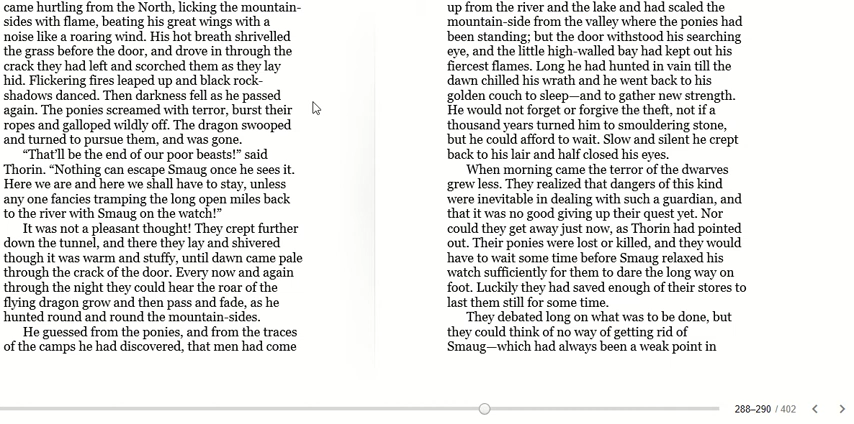 came hurtling from the North, licking the mountain-
sides with flame, beating his great wings with a
noise like a roaring wind. His hot breath shrivelled
the grass before the door, and drove in through the
crack they had left and scorched them as they lay
hid. Flickering fires leaped up and black rock-
shadows danced. Then darkness fell as he passed
again. The ponies screamed with terror, burst their
ropes and galloped wildly off. The dragon swooped
and turned to pursue them, and was gone.
“That’ll be the end of our poor beasts!” said
Thorin. “Nothing can escape Smaug once he sees it.
Here we are and here we shall have to stay, unless
any one fancies tramping the long open miles back
to the river with Smaug on the watch!”
It was not a pleasant thought! They crept further
down the tunnel, and there they lay and shivered
though it was warm and stuffy, until dawn came pale
through the crack of the door. Every now and again
through the night they could hear the roar of the
flying dragon grow and then pass and fade, as he
hunted round and round the mountain-sides.
He guessed from the ponies, and from the traces
of the camps he had discovered, that men had come
up from the river and the lake and had scaled the
mountain-side from the valley where the ponies had
been standing; but the door withstood his searching
eye, and the little high-walled bay had kept out his
fiercest flames. Long he had hunted in vain till the
dawn chilled his wrath and he went back to his
golden couch to sleep—and to gather new strength.
He would not forget or forgive the theft, not if a
thousand years turned him to smouldering stone,
but he could afford to wait. Slow and silent he crept
back to his lair and half closed his eyes.
When morning came the terror of the dwarves
grew less. They realized that dangers of this kind
were inevitable in dealing with such a guardian, and
that it was no good giving up their quest yet. Nor
could they get away just now, as Thorin had pointed
out. Their ponies were lost or killed, and they would
have to wait some time before Smaug relaxed his
watch sufficiently for them to dare the long way on
foot. Luckily they had saved enough of their stores to
last them still for some time.
They debated long on what was to be done, but
they could think of no way of getting rid of
Smaug—which had always been a weak point in
288–290 / 402